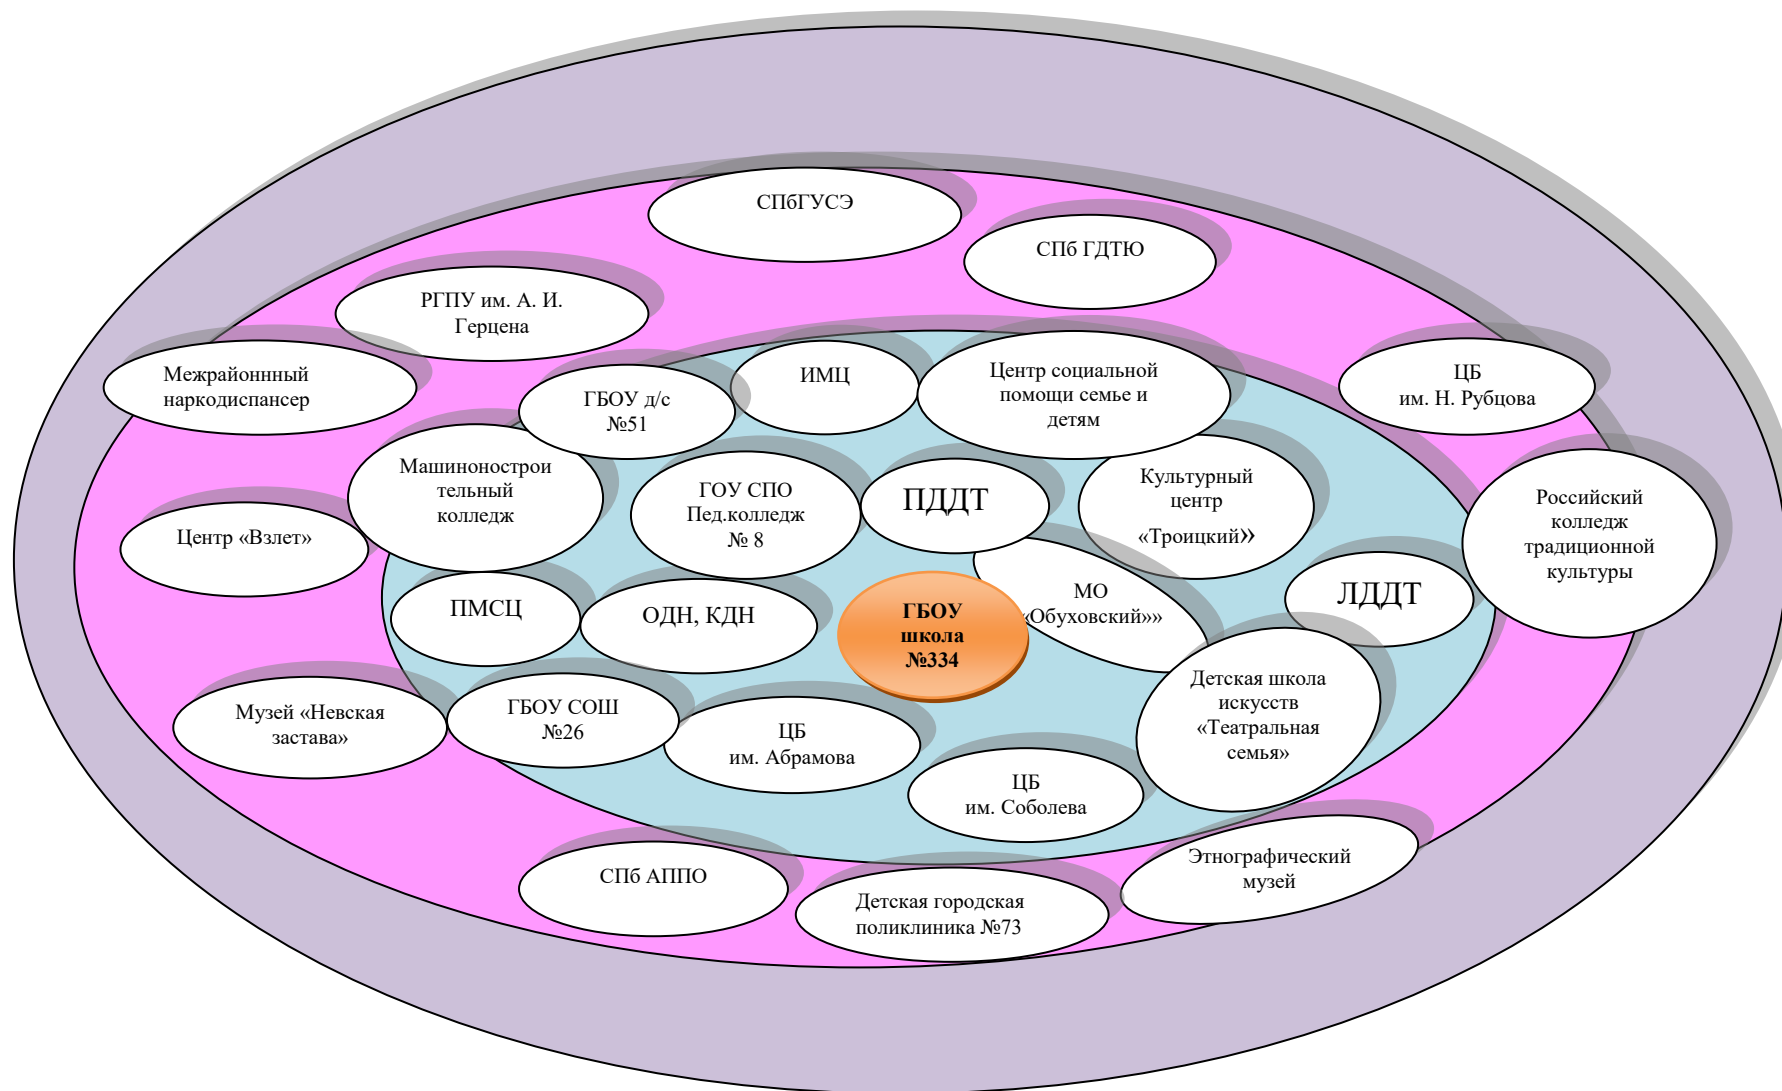 СПбГУСЭ
СПб ГДТЮ
РГПУ им. А. И.
Герцена
Межрайоннный
наркодиспансер
ГБОУ д/с
№51
ИМЦ
Центр социальной
помощи семье и
детям
ЦБ
им. Н. Рубцова
Машинонострои
тельный
колледж
ГОУ СПО
Пед.колледж
№ 8
ПДДТ
Культурный
центр
«Троицкий»
Российский
колледж
традиционной
культуры
Центр «Взлет»
ПМСЦ
ОДН, КДН
ГБОУ
школа
№334
МО
«Обуховский»»
ЛДДТ
Музей «Невская
застава»
ГБОУ СОШ
№26
ЦБ
им. Абрамова
ЦБ
им. Соболева
Детская школа
искусств
«Театральная
семья»
СПб АППО
Детская городская
поликлиника №73
Этнографический
музей